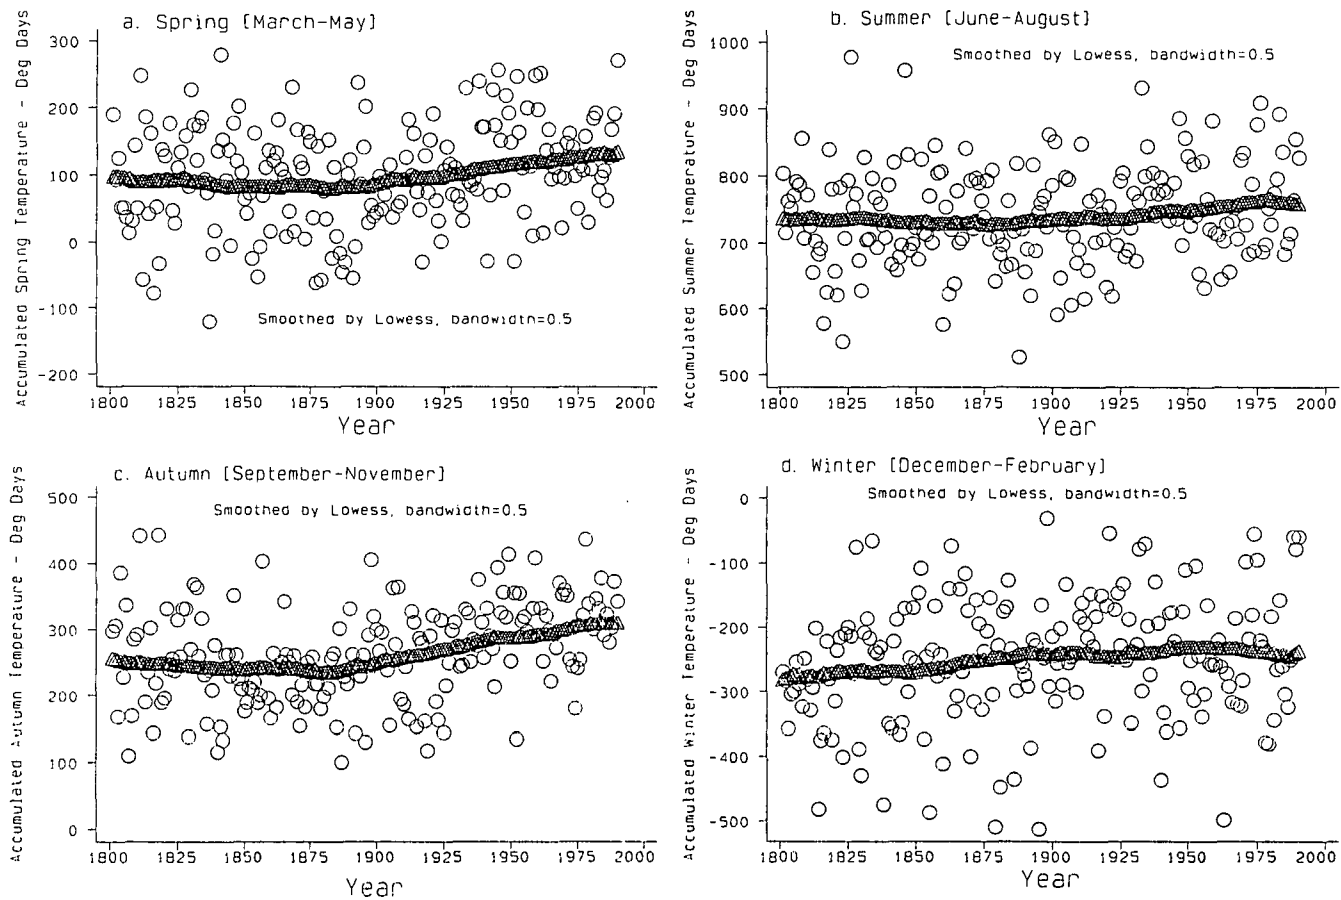 a. Spring [March-May]
Accumulated Spring Temperature - Deg Days
300
200
100
0
-100
-200
Smoothed by Lowess, bandwidth=0.5
1800 1825 1850 1875 1900 1925 1950 1975 2000
Year
b. Summer [June-August]
Accumulated Summer Temperature - Deg Days
Smoothed by Lowess, bandwidth=0.5
1000
900
800
700
600
500
1800 1825 1850 1875 1900 1925 1950 1975 2000
Year
c. Autumn [September-November]
Accumulated Autumn Temperature - Deg Days
Smoothed by Lowess, bandwidth=0.5
500
400
300
200
100
0
1800 1825 1850 1875 1900 1925 1950 1975 2000
Year
d. Winter [December-February]
Accumulated Winter Temperature - Deg Days
Smoothed by Lowess, bandwidth=0.5
0
-100
-200
-300
-400
-500
1800 1825 1850 1875 1900 1925 1950 1975 2000
Year